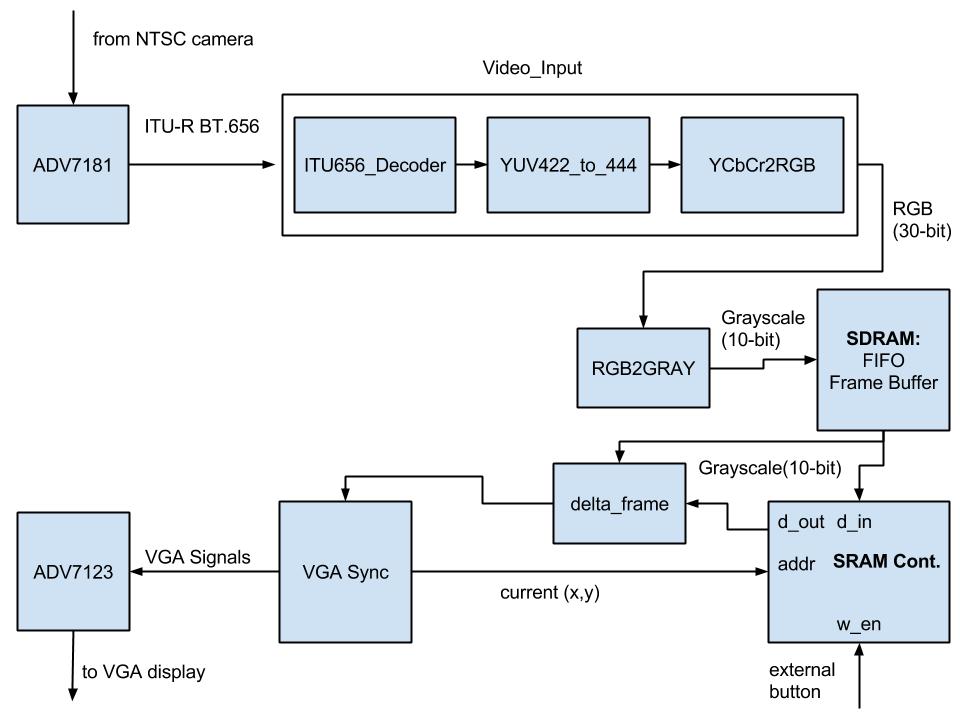 from NTSC camera
Video_Input
ADV7181
ITU-R BT.656
ITU656_Decoder
YUV422_to_444
YCbCr2RGB
RGB
(30-bit)
RGB2GRAY
Grayscale
(10-bit)
SDRAM:
FIFO
Frame Buffer
Grayscale(10-bit)
delta_frame
d_out d_in
addr SRAM Cont.
w_en
ADV7123
VGA Signals
VGA Sync
current (x,y)
to VGA display
external
button